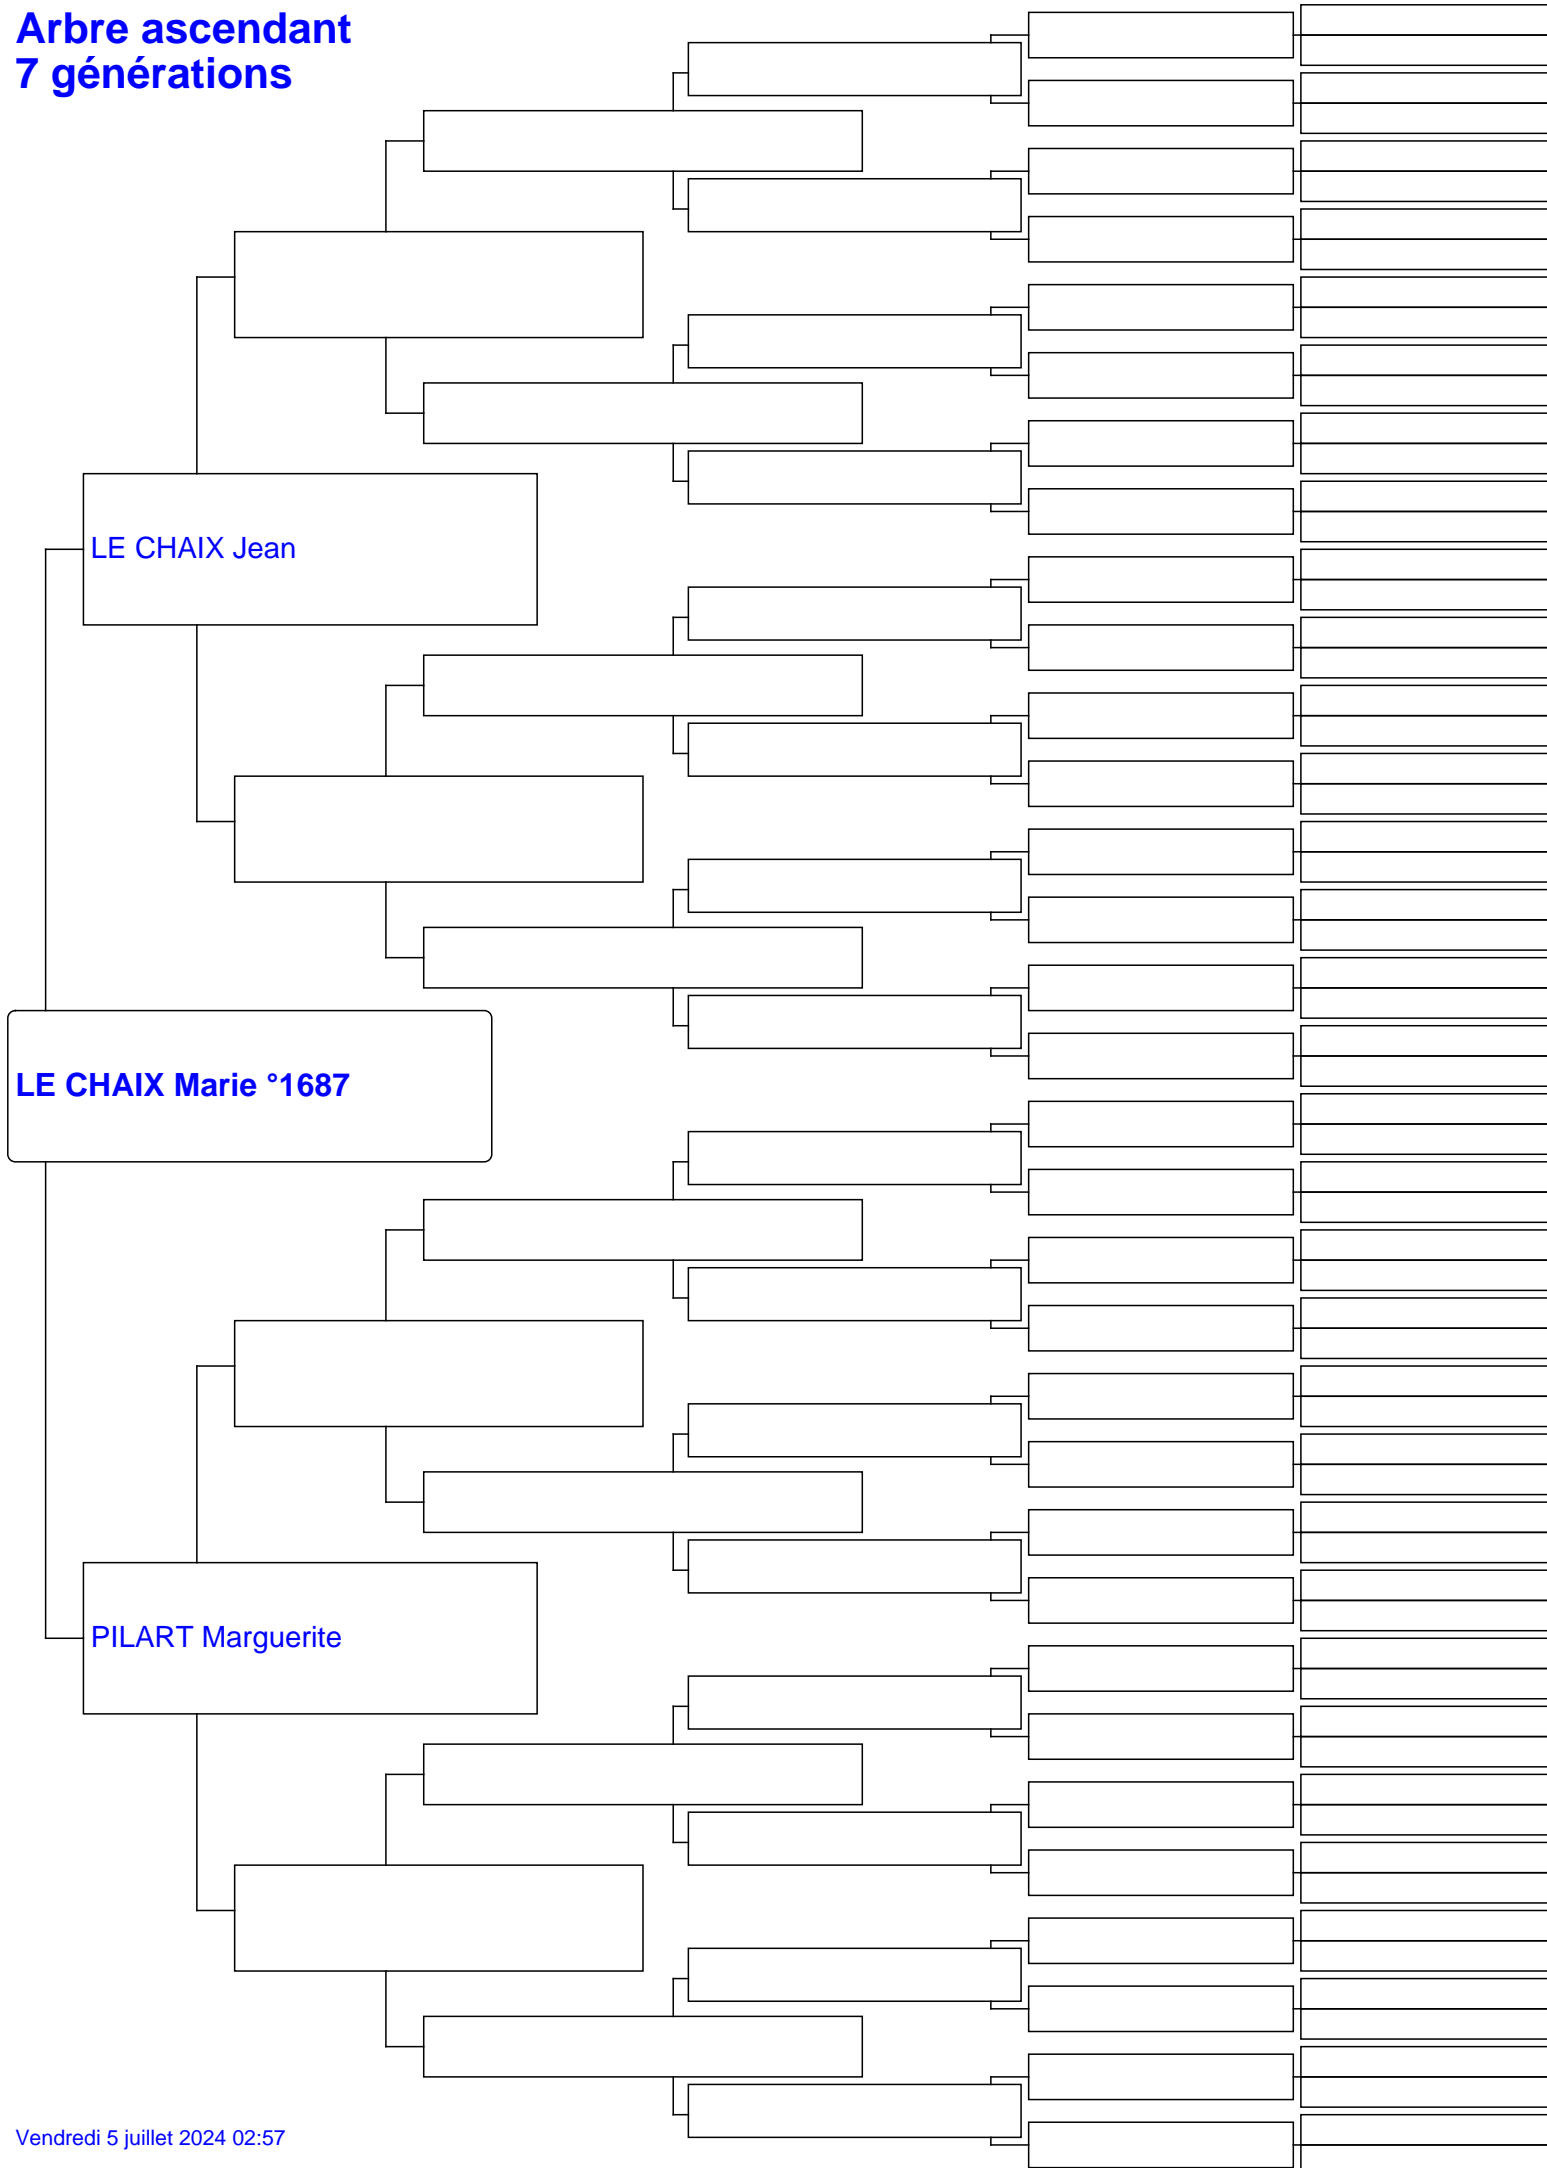 Arbre ascendant
7 générations
LE CHAIX Jean
LE CHAIX Marie °1687
PILART Marguerite
Vendredi 5 juillet 2024 02:57